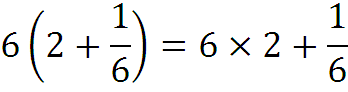 6(2 + 1/6) = 6 × 2 + 1/6